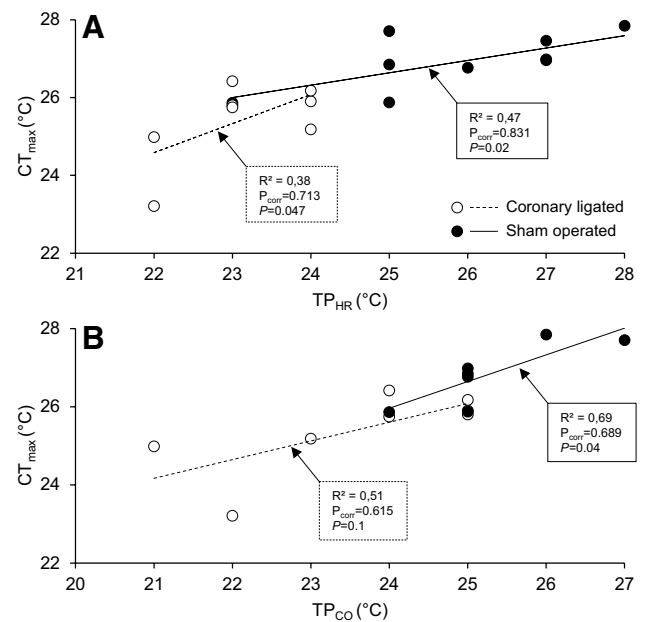 A
28
26
24
22
CTmax (°C)
21 22 23 24 25 26 27 28
TPHR (°C)
R² = 0,47
Pcorr=0.831
P=0.02
R² = 0,38
Pcorr=0.713
P=0.047
Coronary ligated
Sham operated
B
28
26
24
22
CTmax (°C)
20 21 22 23 24 25 26 27
TPCO (°C)
R² = 0,69
Pcorr=0.689
P=0.04
R² = 0,51
Pcorr=0.615
P=0.1